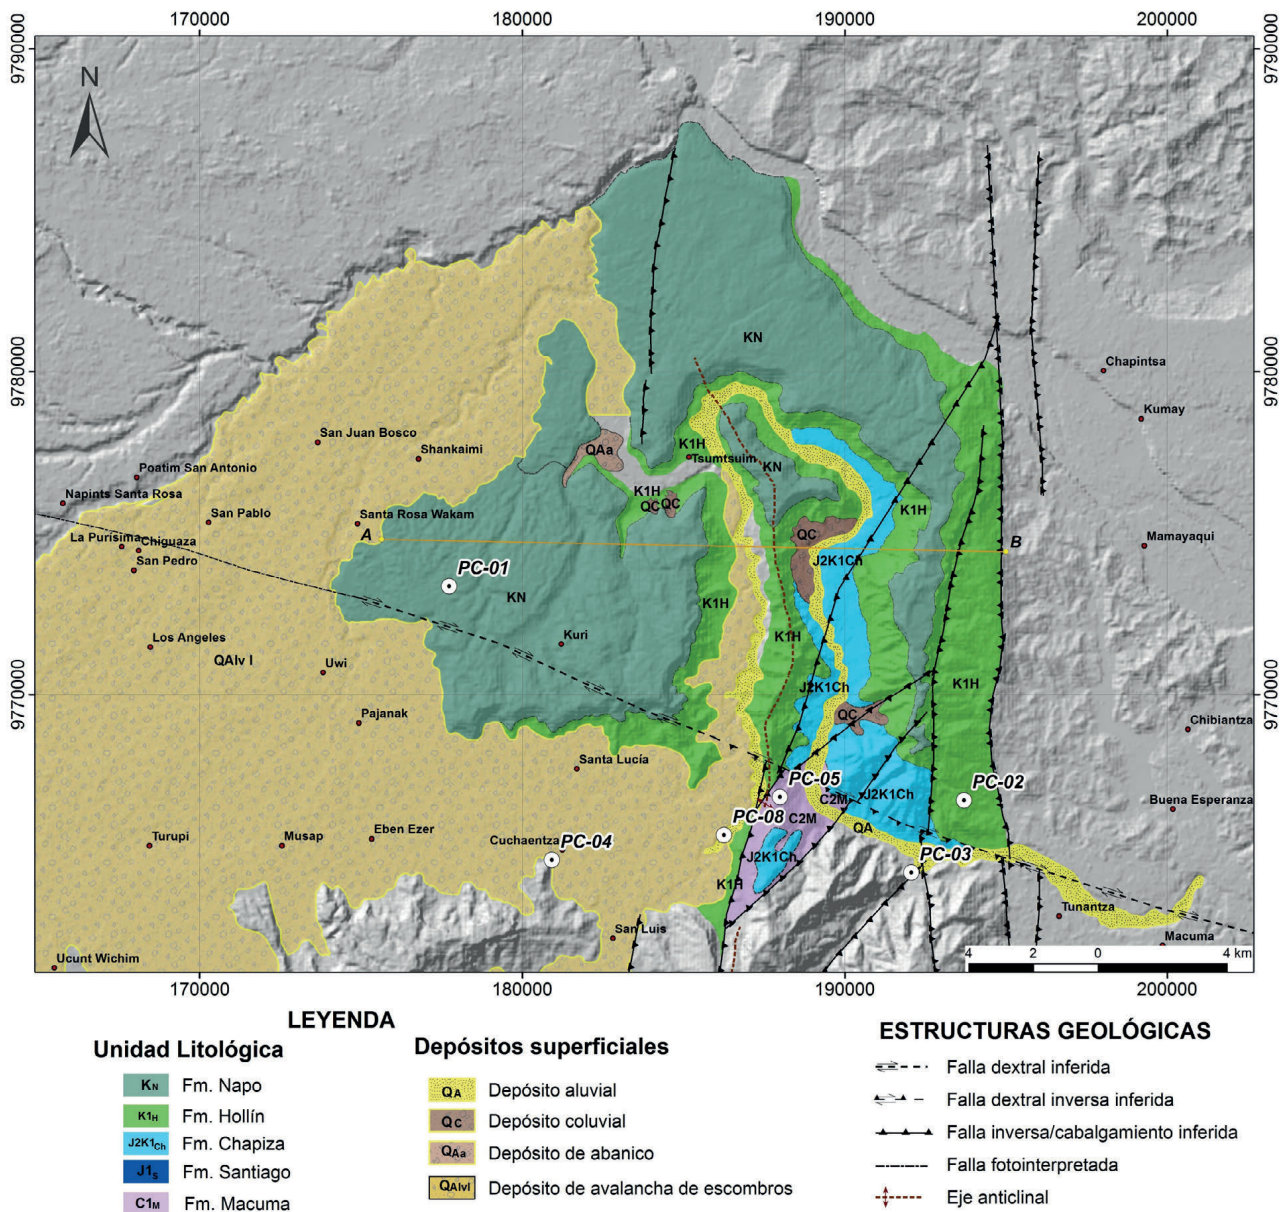 170000
180000
190000
200000
9790000
9790000
N
9780000
9780000
Chapintsa
KN
Kumay
San Juan Bosco
Shankaimi
QAa
K1H
Tsumtsuim
KN
Poatim San Antonio
Napints Santa Rosa
K1H
QC
QC
K1H
San Pablo
Santa Rosa Wakam
QC
La Purísima
Chiguaza
A
B
Mamayaqui
San Pedro
J2K1Ch
PC-01
KN
K1H
Kuri
K1H
Los Angeles
QAlv I
Uwi
J2K1Ch
K1H
9770000
9770000
Pajanak
QC
Chibiantza
Santa Lucía
PC-05
C2M
J2K1Ch
PC-02
Buena Esperanza
C2M
PC-08
QA
Turupi
Musap
Eben Ezer
Cuchaentza
PC-04
J2K1Ch
PC-03
K1H
Tunantza
San Luis
Macuma
Ucunt Wichim
4 2 0 4 km
170000
180000
190000
200000
LEYENDA
Unidad Litológica
KN Fm. Napo
K1H Fm. Hollín
J2K1Ch Fm. Chapiza
J1S Fm. Santiago
C1M Fm. Macuma
Depósitos superficiales
QA Depósito aluvial
QC Depósito coluvial
QAa Depósito de abanico
QAlvl Depósito de avalancha de escombros
ESTRUCTURAS GEOLÓGICAS
Falla dextral inferida
Falla dextral inversa inferida
Falla inversa/cabalgamiento inferida
Falla fotointerpretada
Eje anticlinal